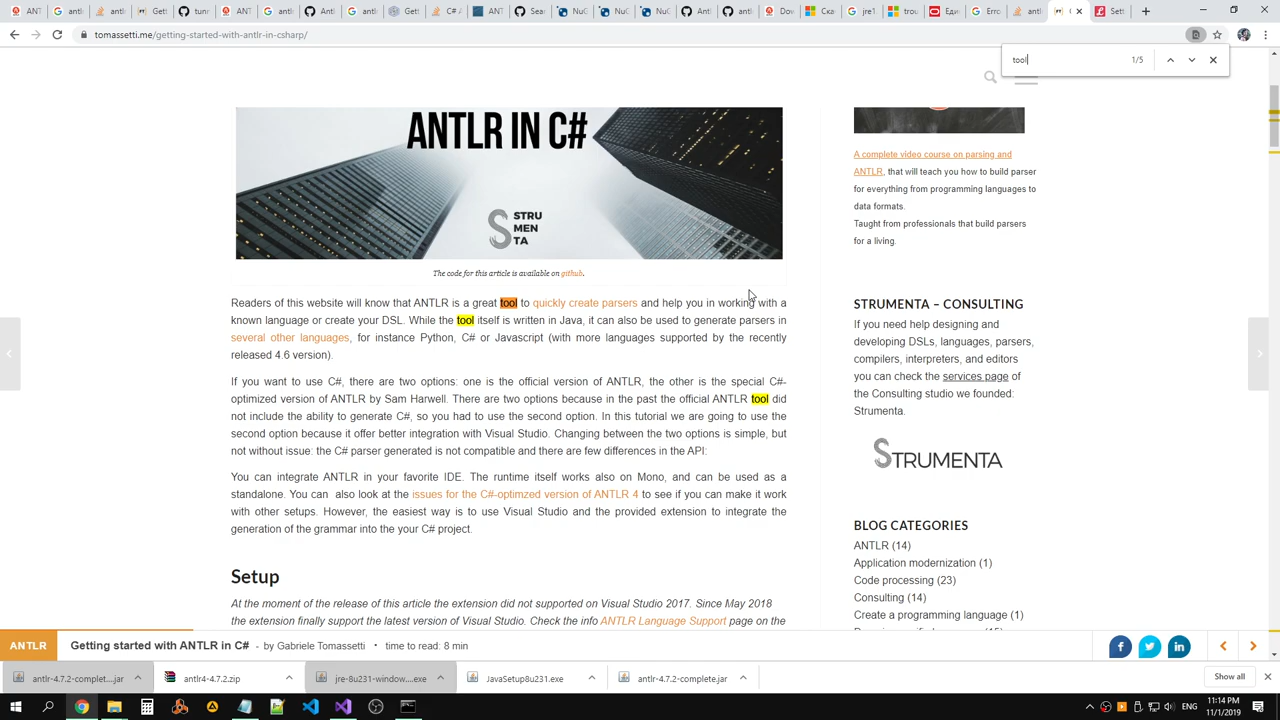 ANT
Gett
antl
tutor
antl
antl
Getti
C# A
ANT
Sea
NuG
NuG
antl
antl
Dow
Cka
Gre'1
trou
Usin
Erro
antl
Sett
tomassetti.me/getting-started-with-antlr-in-csharp/
tool
1/5
ANTLR IN C#
STRU
MEN
TA
The code for this article is available on github.
Readers of this website will know that ANTLR is a great tool to quickly create parsers and help you in working with a
known language or create your DSL. While the tool itself is written in Java, it can also be used to generate parsers in
several other languages, for instance Python, C# or Javascript (with more languages supported by the recently
released 4.6 version).
If you want to use C#, there are two options: one is the official version of ANTLR, the other is the special C#-
optimized version of ANTLR by Sam Harwell. There are two options because in the past the official ANTLR tool did
not include the ability to generate C#, so you had to use the second option. In this tutorial we are going to use the
second option because it offer better integration with Visual Studio. Changing between the two options is simple, but
not without issue: the C# parser generated is not compatible and there are few differences in the API:
You can integrate ANTLR in your favorite IDE. The runtime itself works also on Mono, and can be used as a
standalone. You can also look at the issues for the C#-optimzed version of ANTLR 4 to see if you can make it work
with other setups. However, the easiest way is to use Visual Studio and the provided extension to integrate the
generation of the grammar into the your C# project.
Setup
At the moment of the release of this article the extension did not supported on Visual Studio 2017. Since May 2018
the extension finally support the latest version of Visual Studio. Check the info ANTLR Language Support page on the
A complete video course on parsing and
ANTLR, that will teach you how to build parser
for everything from programming languages to
data formats.
Taught from professionals that build parsers
for a living.
STRUMENTA – CONSULTING
If you need help designing and
developing DSLs, languages, parsers,
compilers, interpreters, and editors
you can check the services page of
the Consulting studio we founded:
Strumenta.
STRUMENTA
BLOG CATEGORIES
ANTLR (14)
Application modernization (1)
Code processing (23)
Consulting (14)
Create a programming language (1)
ANTLR
Getting started with ANTLR in C# - by Gabriele Tomassetti • time to read: 8 min
antlr-4.7.2-complet....jar
antlr4-4.7.2.zip
jre-8u231-window....exe
JavaSetup8u231.exe
antlr-4.7.2-complete.jar
Show all
ENG
11:14 PM
11/1/2019